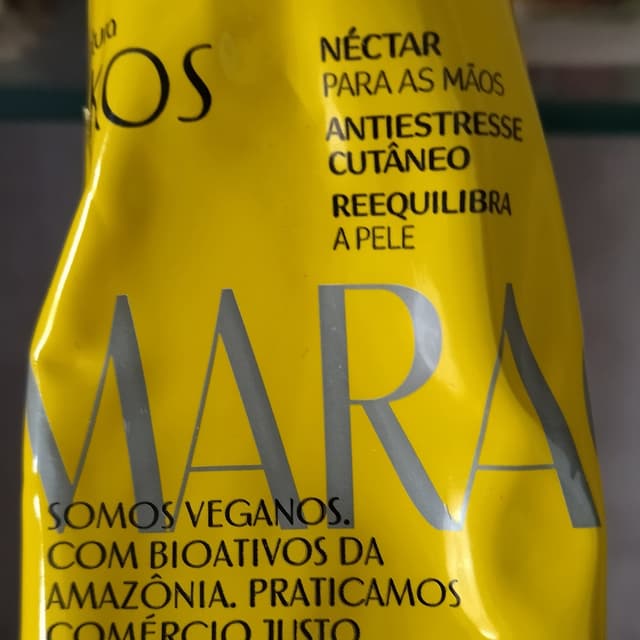 KOS
NÉCTAR
PARA AS MÃOS
ANTIESTRESSE
CUTÂNEO
REEQUILIBRA
A PELE
MARA
SOMOS VEGANOS.
COM BIOATIVOS DA
AMAZÔNIA. PRATICAMOS
COMÉRCIO JUSTO